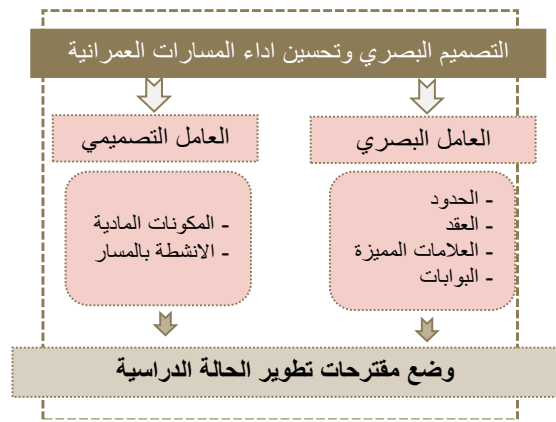 التصميم البصري وتحسين اداء المسارات العمرانية
العامل البصري
العامل التصميمي
- الحدود
- العقد
- العلامات المميزة
- البوابات
- المكونات المادية
- الانشطة بالمسار
وضع مقترحات تطوير الحالة الدراسية